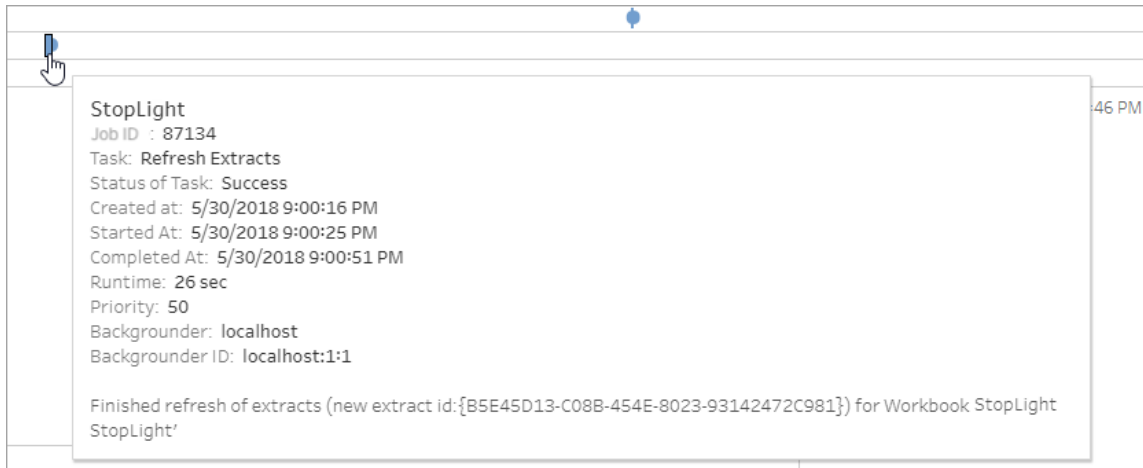 StopLight
Job ID : 87134
Task: Refresh Extracts
Status of Task: Success
Created at: 5/30/2018 9:00:16 PM
Started At: 5/30/2018 9:00:25 PM
Completed At: 5/30/2018 9:00:51 PM
Runtime: 26 sec
Priority: 50
Backgrounder: localhost
Backgrounder ID: localhost:1:1
Finished refresh of extracts (new extract id:{B5E45D13-C08B-454E-8023-93142472C981}) for Workbook StopLight
StopLight’
:46 PM